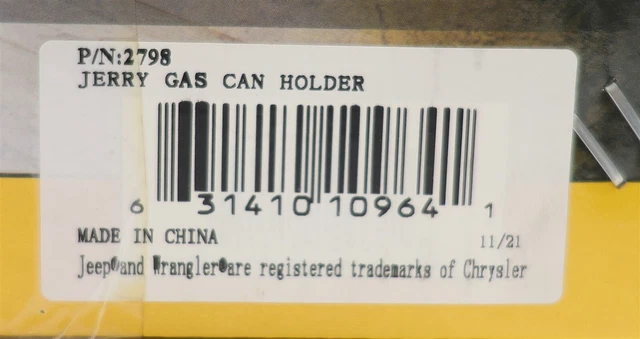 P/N:2798
JERRY GAS CAN HOLDER
6 31410 10964 1
MADE IN CHINA 11/21
Jeep®and Wrangler®are registered trademarks of Chrysler